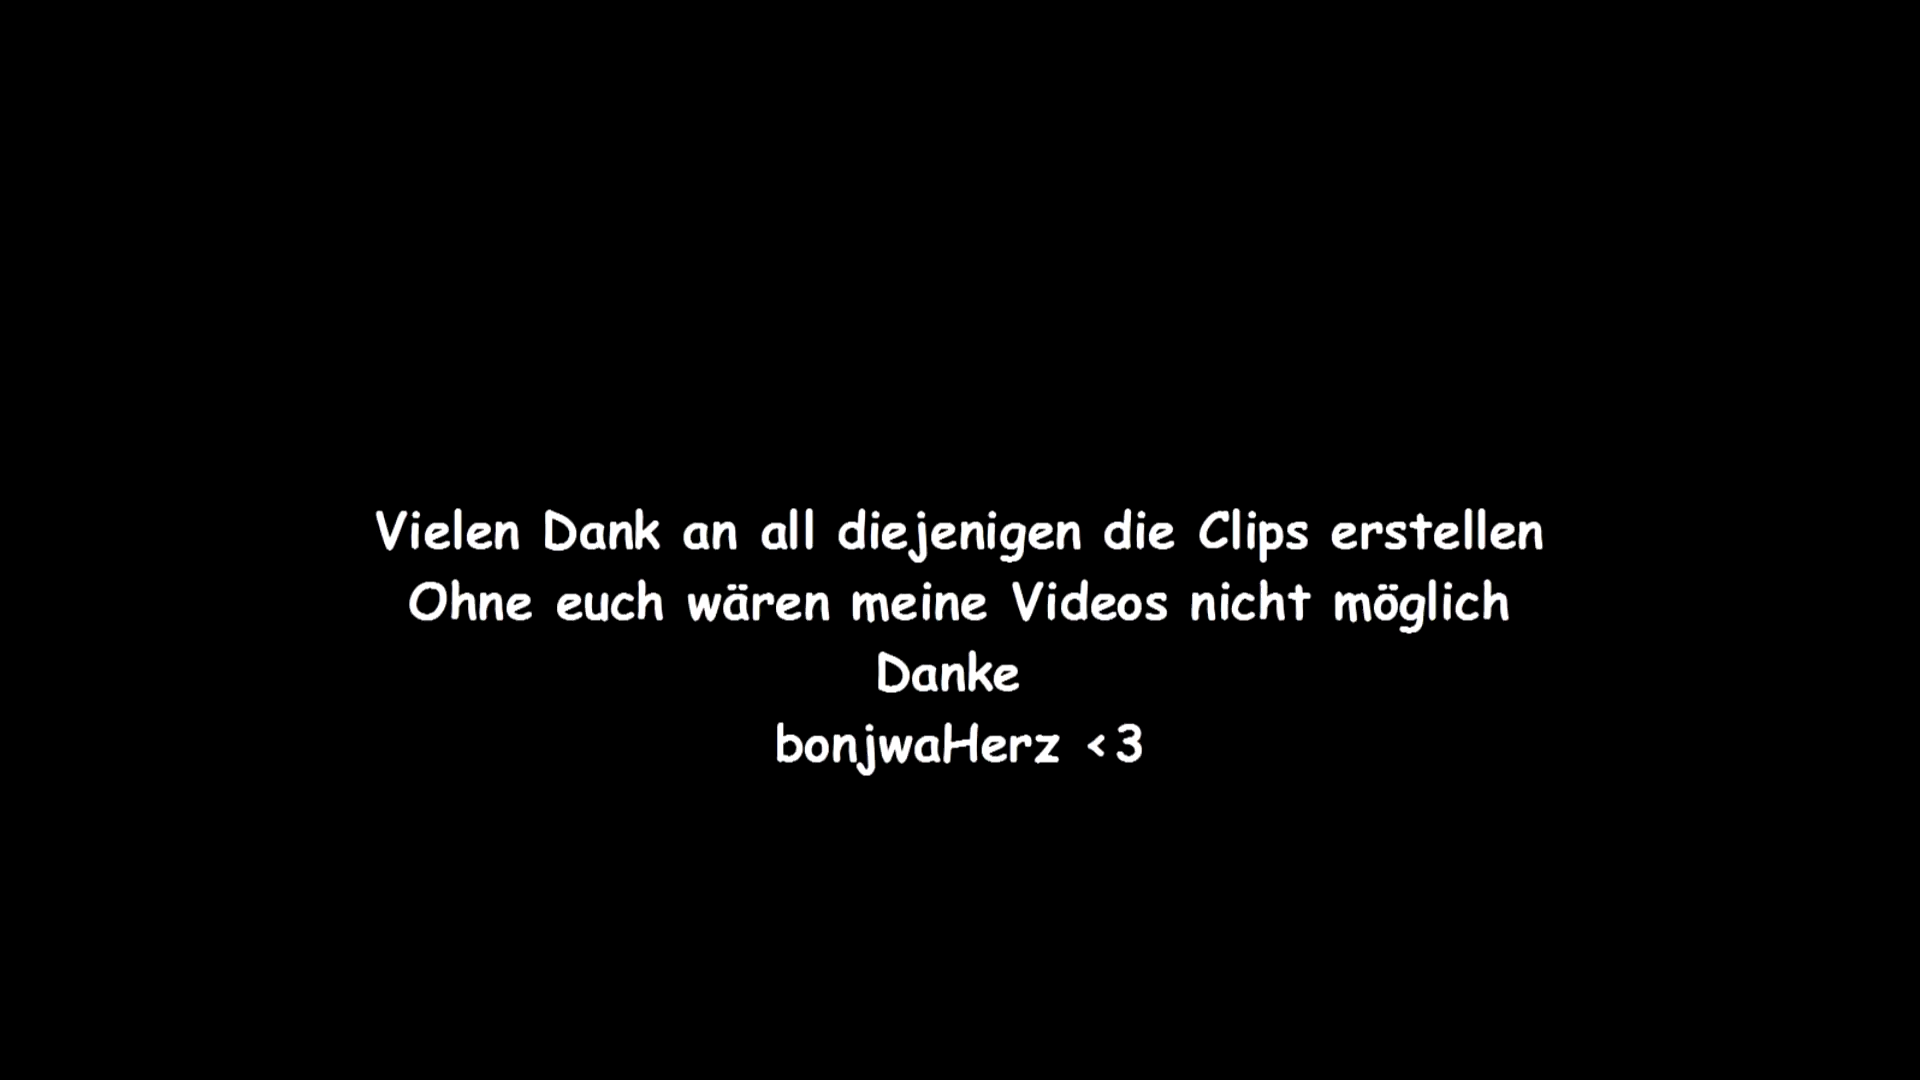 Vielen Dank an all diejenigen die Clips erstellen
Ohne euch wären meine Videos nicht möglich
Danke
bonjwaHerz <3